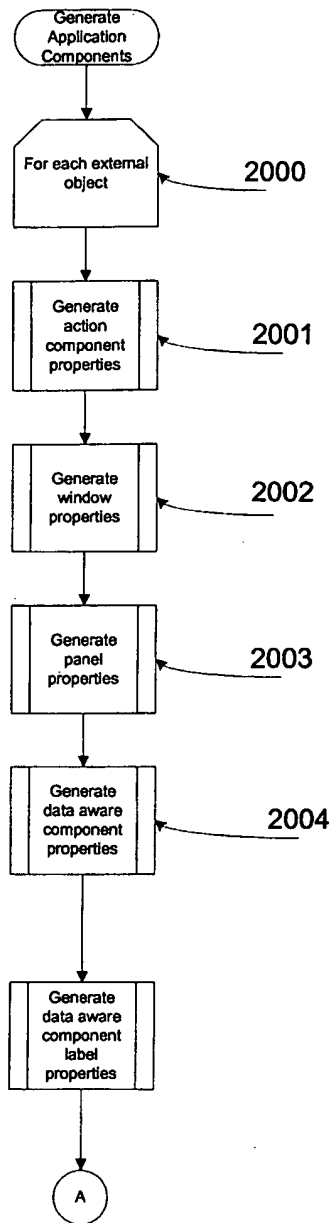 Generate
Application
Components
For each external
object
2000
Generate
action
component
properties
2001
Generate
window
properties
2002
Generate
panel
properties
2003
Generate
data aware
component
properties
2004
Generate
data aware
component
label
properties
A